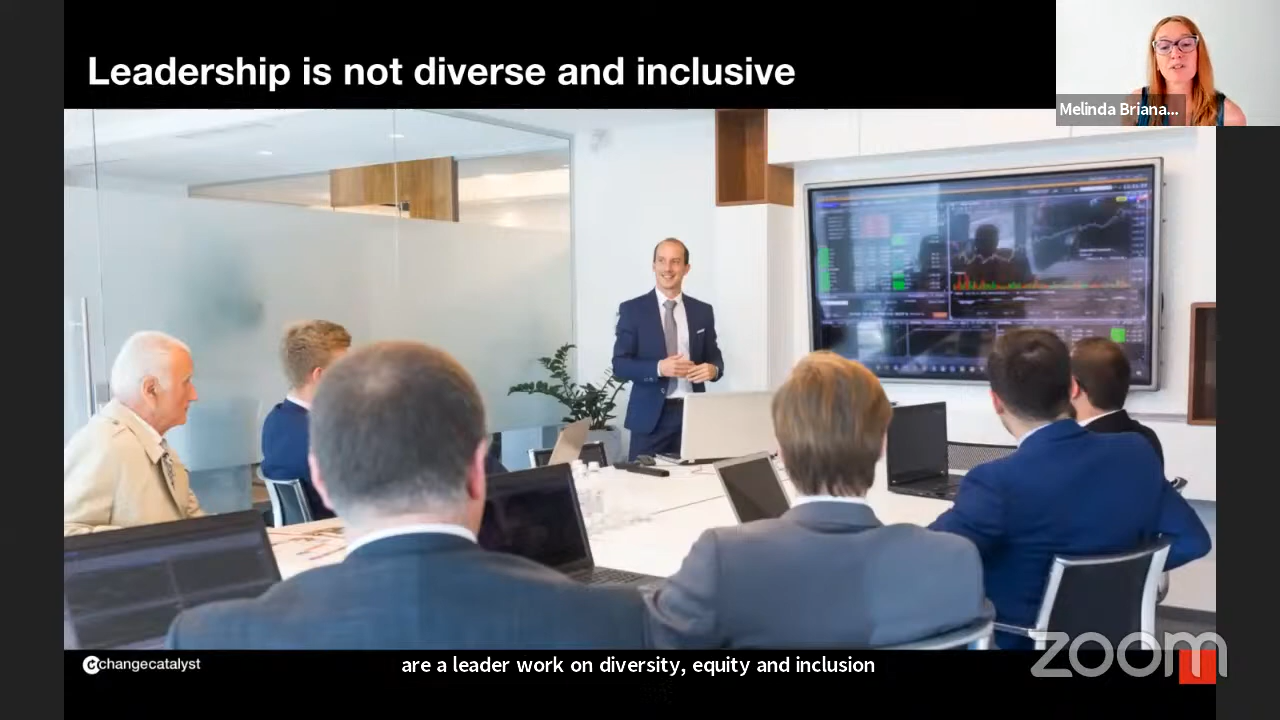 Leadership is not diverse and inclusive
Melinda Briana...
changecatalyst
are a leader work on diversity, equity and inclusion
zoom